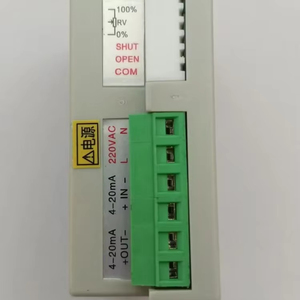 100%
RV
0%
SHUT
OPEN
COM
电源
220VAC
L N
4-20mA
+ IN -
4-20mA
+OUT-